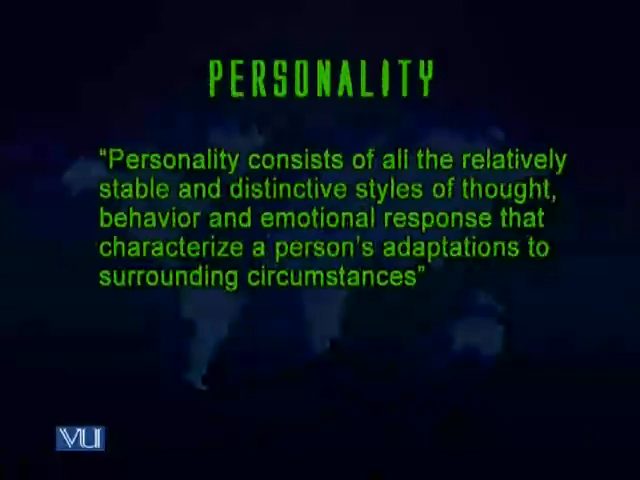 PERSONALITY
“Personality consists of all the relatively
stable and distinctive styles of thought,
behavior and emotional response that
characterize a person’s adaptations to
surrounding circumstances”
VU